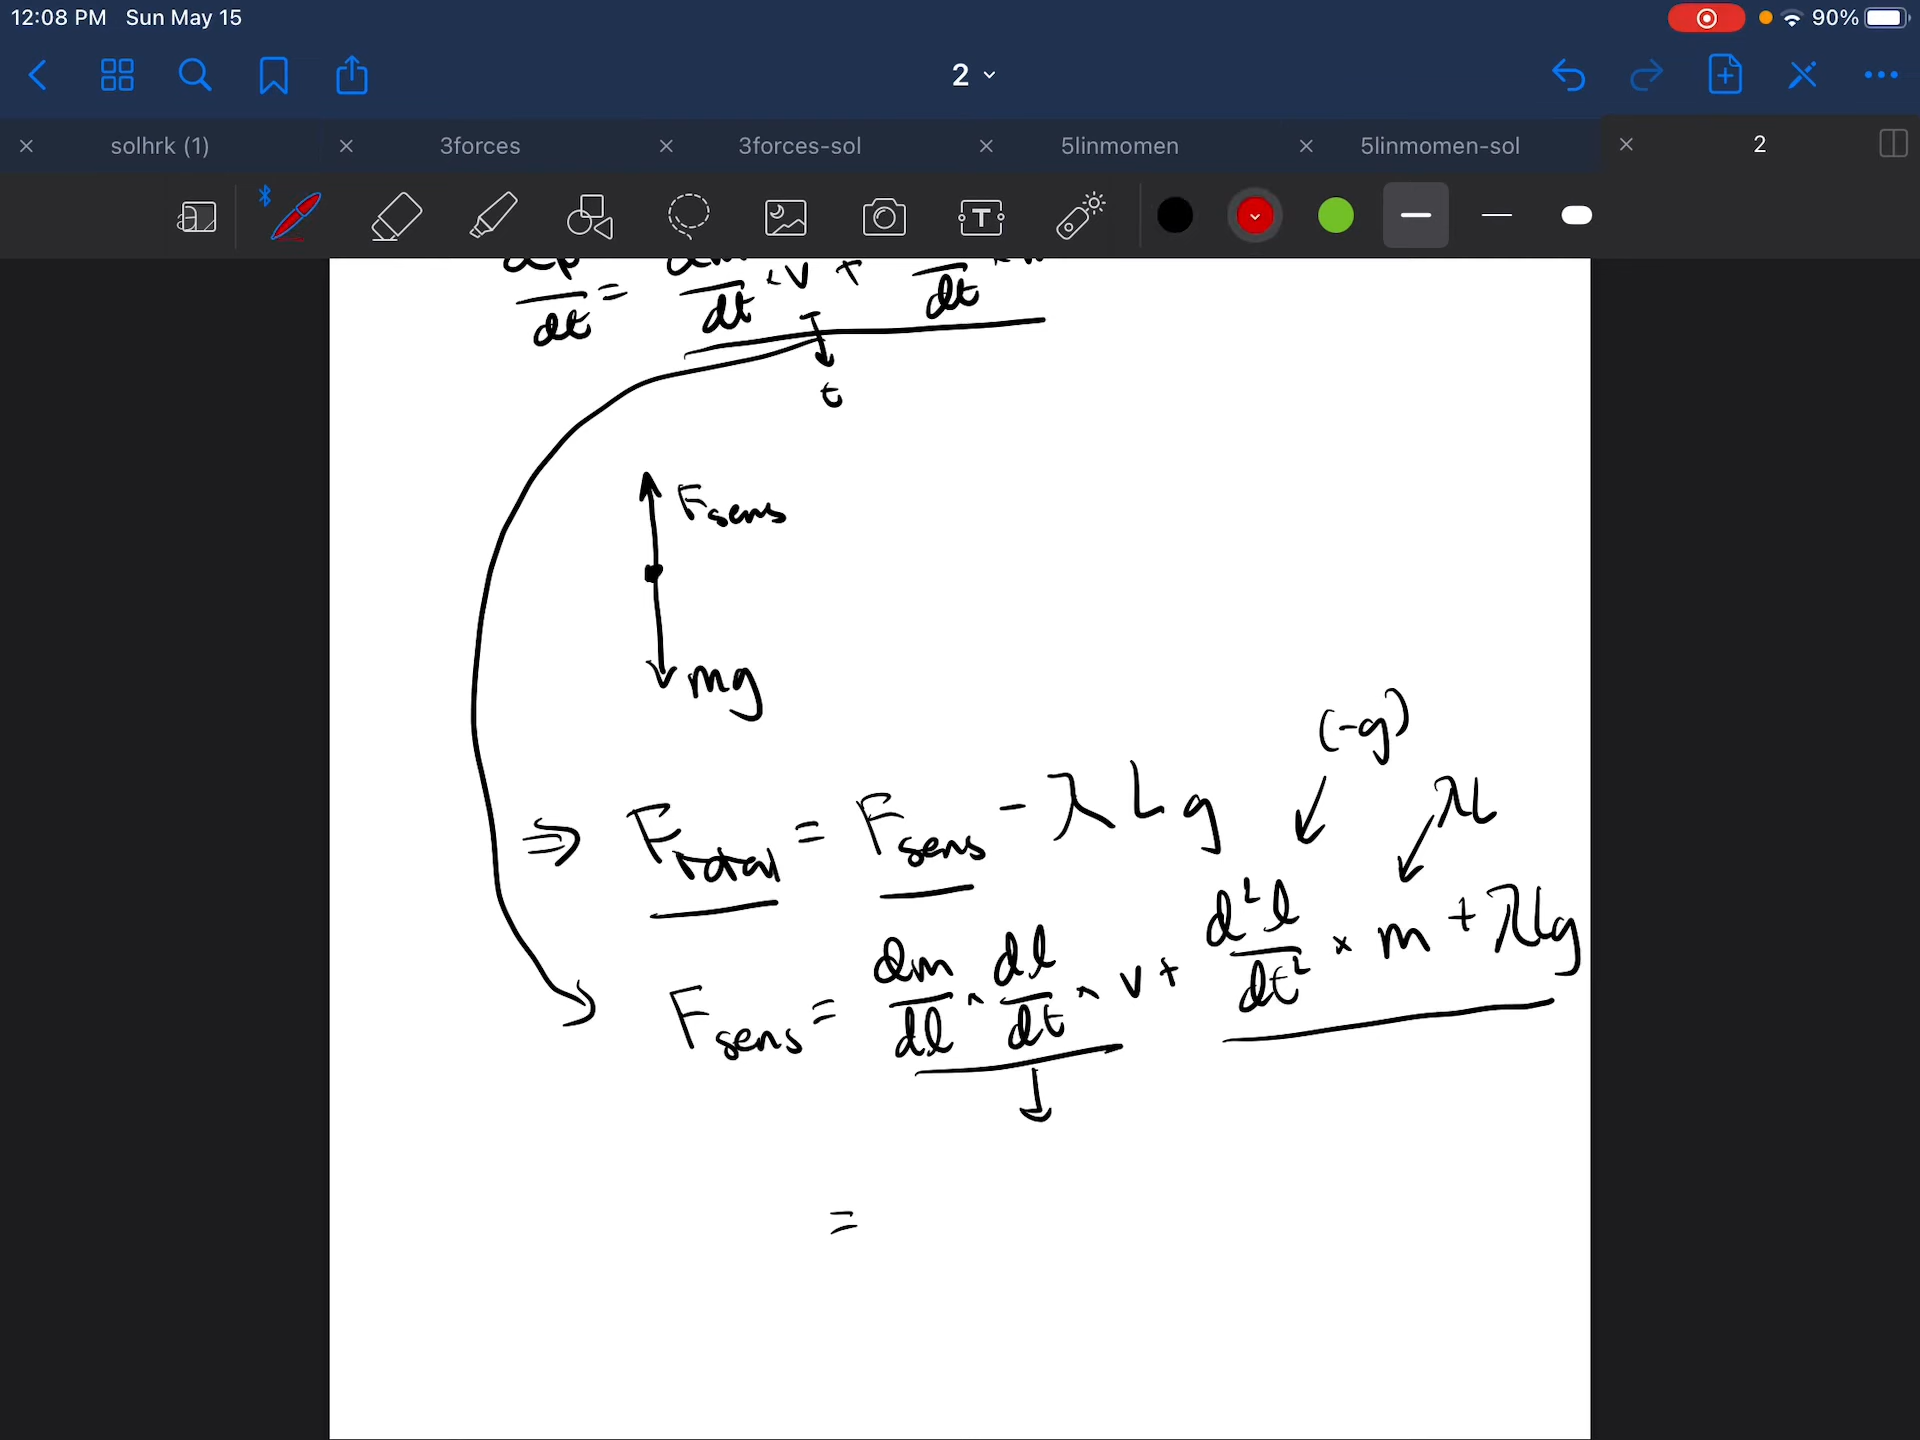 12:08 PM Sun May 15
90%
2
solhrk (1)
3forces
3forces-sol
5linmomen
5linmomen-sol
2
T
dp/dt = dm/dt × v + /dt
t
Fsens
mg
(-g)
⇒ Ftotal = Fsens - λLg
λL
Fsens = dm/dl × dl/dt × v + d²l/dt² × m + λLg
=